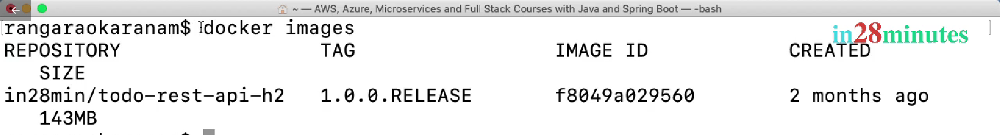 ~ — AWS, Azure, Microservices and Full Stack Courses with Java and Spring Boot — -bash
rangaraokaranam$ docker images
in28minutes
REPOSITORY TAG IMAGE ID CREATED
SIZE
in28min/todo-rest-api-h2 1.0.0.RELEASE f8049a029560 2 months ago
143MB
$